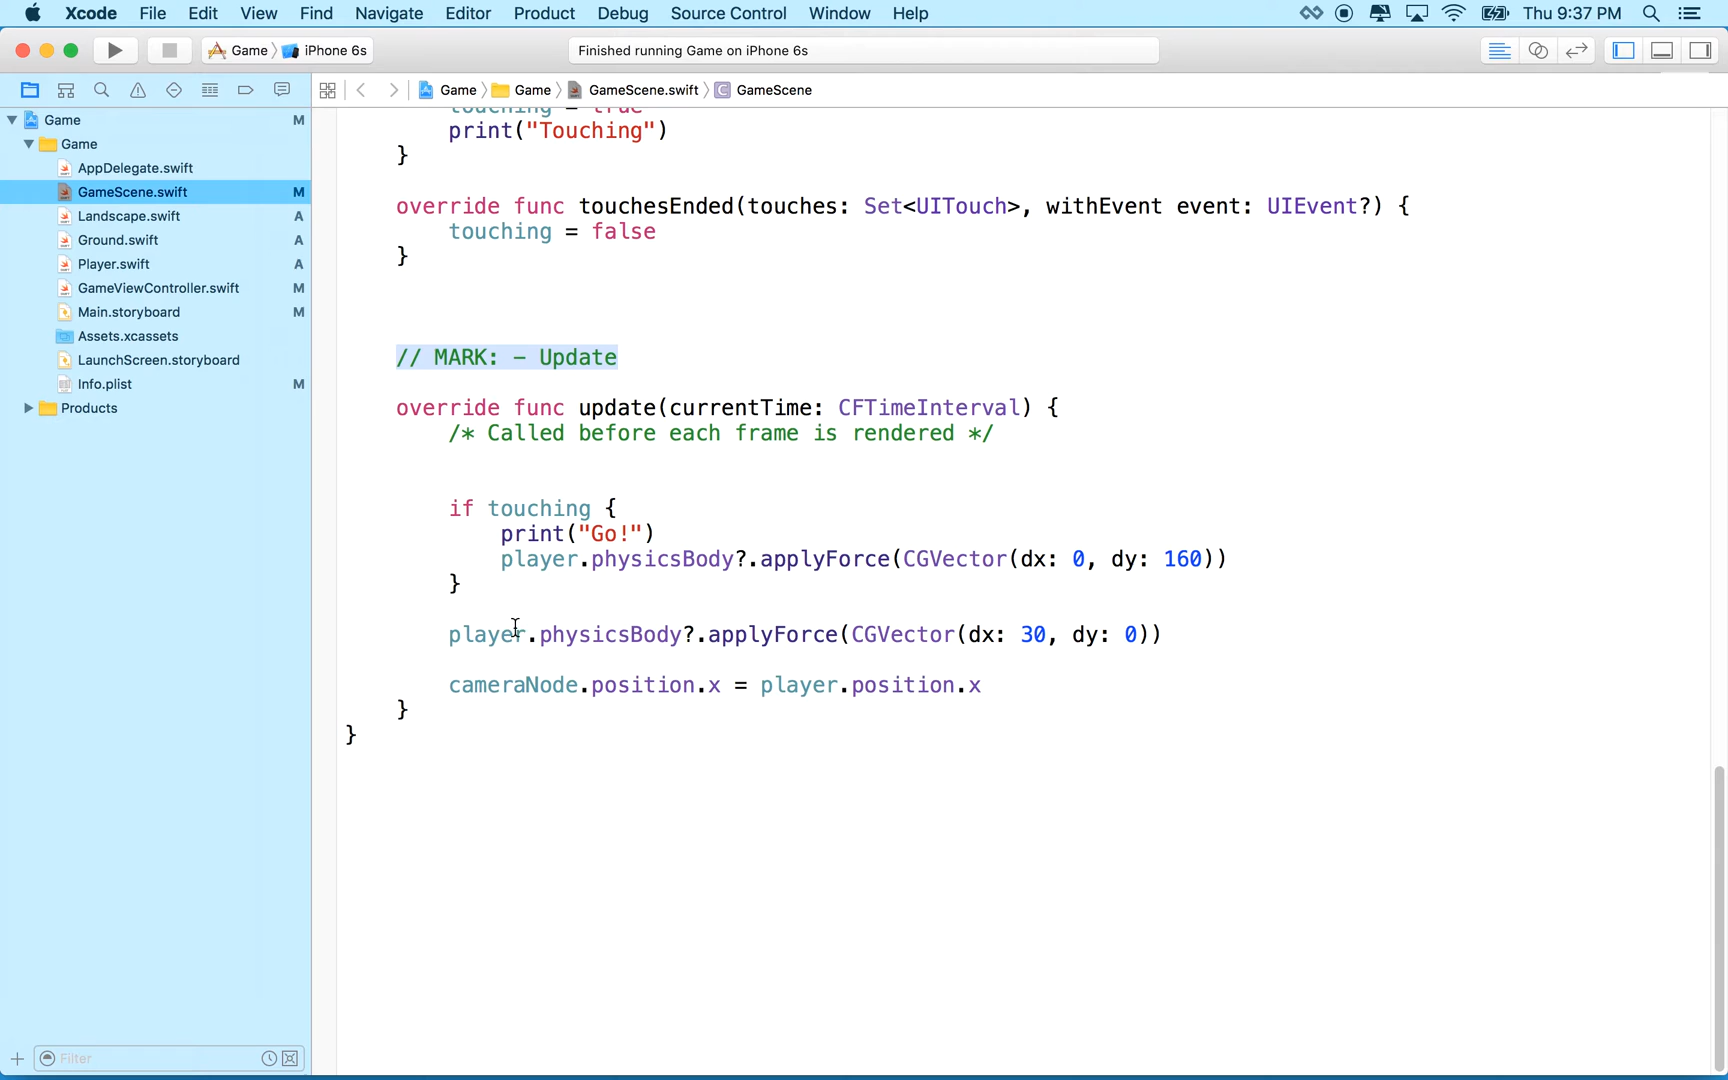 Xcode File Edit View Find Navigate Editor Product Debug Source Control Window Help Thu 9:37 PM
Game iPhone 6s Finished running Game on iPhone 6s
Game Game GameScene.swift GameScene
Game M
Game
AppDelegate.swift
GameScene.swift M
Landscape.swift A
Ground.swift A
Player.swift A
GameViewController.swift M
Main.storyboard M
Assets.xcassets
LaunchScreen.storyboard
Info.plist M
Products
Filter
touching = true
print("Touching")
}
override func touchesEnded(touches: Set<UITouch>, withEvent event: UIEvent?) {
touching = false
}
// MARK: - Update
override func update(currentTime: CFTimeInterval) {
/* Called before each frame is rendered */
if touching {
print("Go!")
player.physicsBody?.applyForce(CGVector(dx: 0, dy: 160))
}
player.physicsBody?.applyForce(CGVector(dx: 30, dy: 0))
cameraNode.position.x = player.position.x
}
}